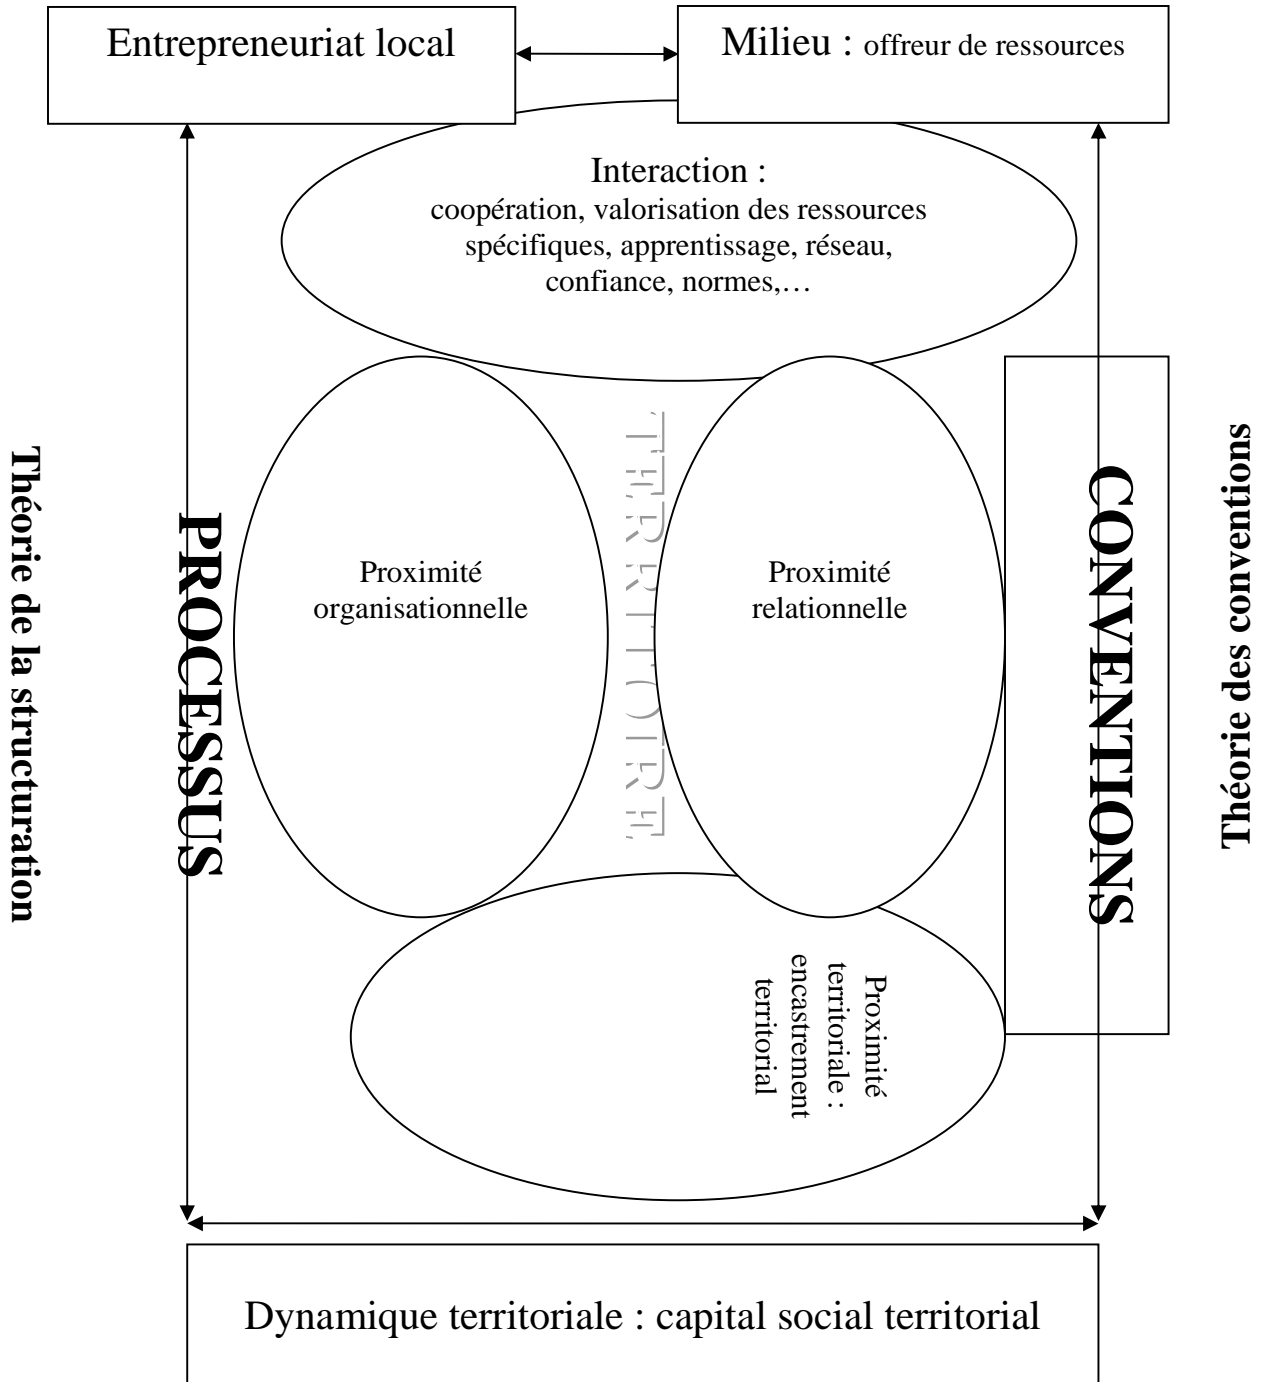 Entrepreneuriat local
Milieu : offreur de ressources
Interaction :
coopération, valorisation des ressources
spécifiques, apprentissage, réseau,
confiance, normes,…
Théorie de la structuration
PROCESSUS
Proximité
organisationnelle
TERRITOIRE
Proximité
relationnelle
CONVENTIONS
Théorie des conventions
Proximité
territoriale :
encastrement
territorial
Dynamique territoriale : capital social territorial